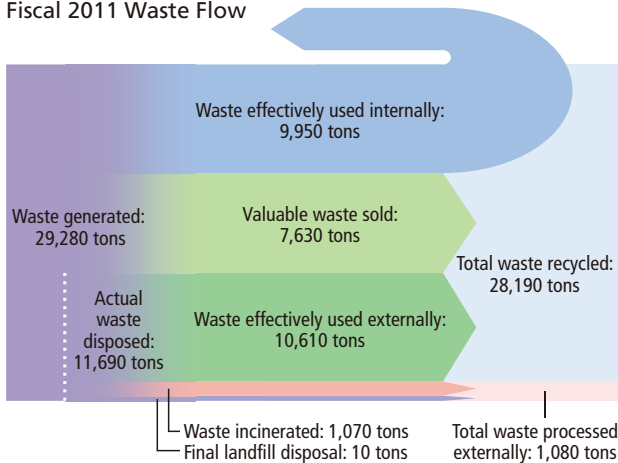 Fiscal 2011 Waste Flow
Waste effectively used internally:
9,950 tons
Waste generated:
29,280 tons
Valuable waste sold:
7,630 tons
Total waste recycled:
28,190 tons
Actual
waste
disposed:
11,690 tons
Waste effectively used externally:
10,610 tons
Waste incinerated: 1,070 tons
Final landfill disposal: 10 tons
Total waste processed
externally: 1,080 tons